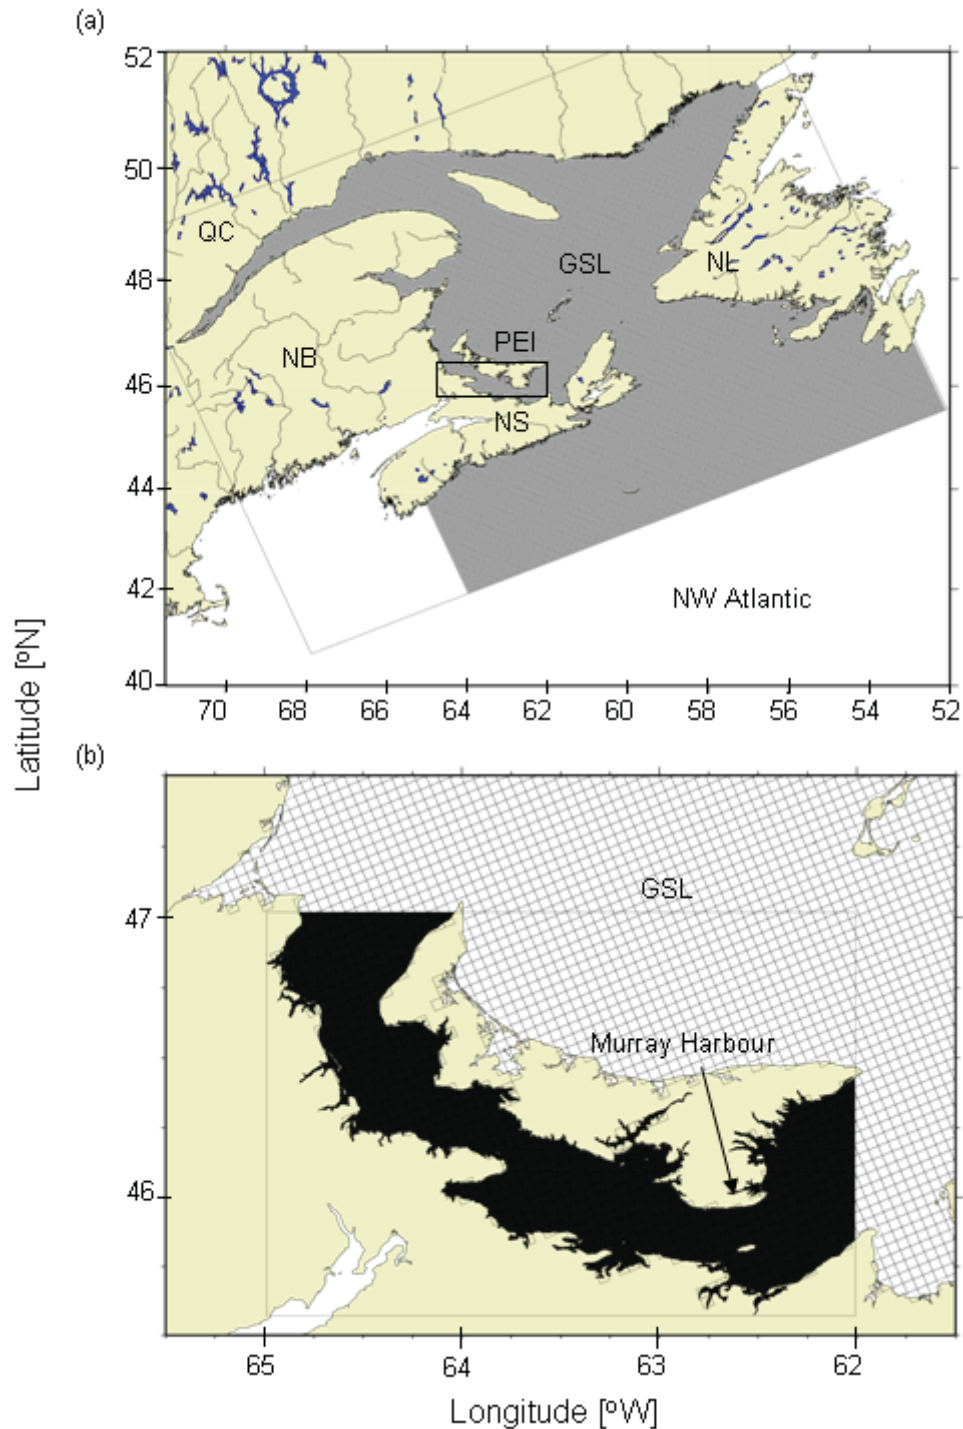 (a)
52
50
QC
GSL
NL
48
PEI
NB
46
NS
44
42
NW Atlantic
40
70 68 66 64 62 60 58 56 54 52
Latitude [ºN]
(b)
GSL
47
Murray Harbour
46
65 64 63 62
Longitude [ºW]